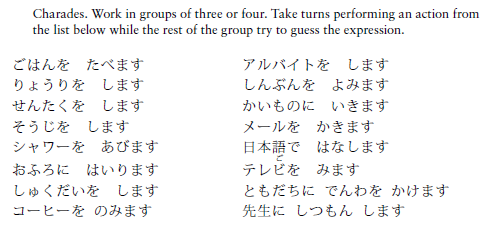 Charades. Work in groups of three or four. Take turns performing an action from
the list below while the rest of the group try to guess the expression.
ごはんを　たべます
りょうりを　します
せんたくを　します
そうじを　します
シャワーを　あびます
おふろに　はいります
しゅくだいを　します
コーヒーを のみます
アルバイトを　します
しんぶんを　よみます
かいものに　いきます
メールを　かきます
日本語で　はなします
ご
テレビを　みます
ともだちに でんわを かけます
先生に しつもん します